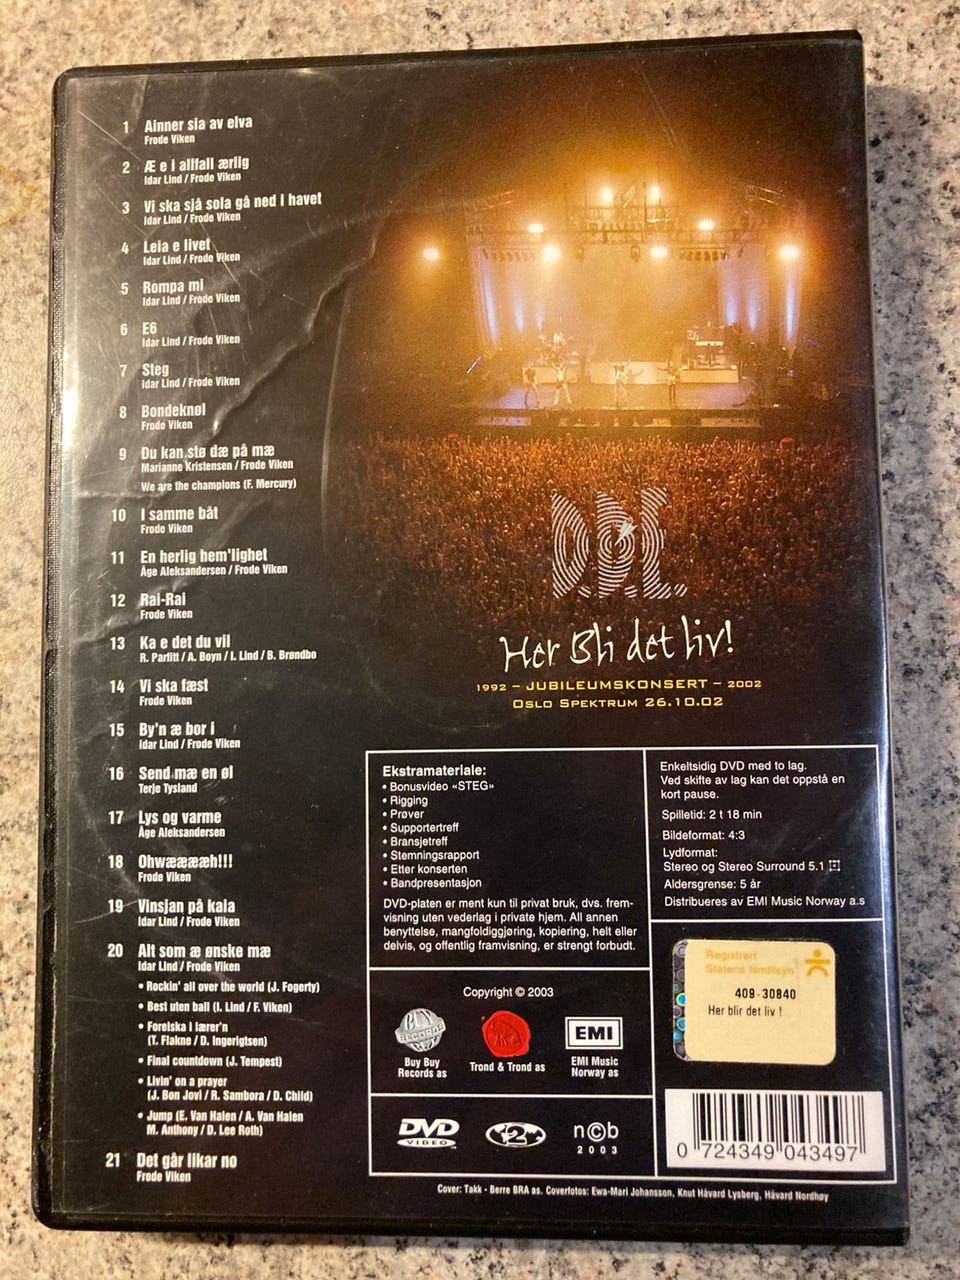 1 Ainner sia av elva
Frode Viken
2 Æ e i allfall ærlig
Idar Lind / Frode Viken
3 Vi ska sjå sola gå ned i havet
Idar Lind / Frode Viken
4 Leia e livet
Idar Lind / Frode Viken
5 Rompa mi
Idar Lind / Frode Viken
6 E6
Idar Lind / Frode Viken
7 Steg
Idar Lind / Frode Viken
8 Bondeknøl
Frode Viken
9 Du kan stø dæ på mæ
Marianne Kristensen / Frode Viken
We are the champions (F. Mercury)
10 I samme båt
Frode Viken
11 En herlig hem'lighet
Åge Aleksandersen / Frode Viken
12 Rai-Rai
Frode Viken
13 Ka e det du vil
R. Parfitt / A. Boyn / I. Lind / B. Brøndbo
14 Vi ska fæst
Frode Viken
15 By'n æ bor i
Idar Lind / Frode Viken
16 Send mæ en øl
Terje Tysland
17 Lys og varme
Åge Aleksandersen
18 Ohwææææh!!!
Frode Viken
19 Vinsjan på kaia
Idar Lind / Frode Viken
20 Alt som æ ønske mæ
Idar Lind / Frode Viken
• Rockin' all over the world (J. Fogerty)
• Best uten ball (I. Lind / F. Viken)
• Forelska i lærer'n
(T. Flakne / D. Ingerigtsen)
• Final countdown (J. Tempest)
• Livin' on a prayer
(J. Bon Jovi / R. Sambora / D. Child)
• Jump (E. Van Halen / A. Van Halen
M. Anthony / D. Lee Roth)
21 Det går likar no
Frode Viken
D.D.E.
Her Bli det liv!
1992 – JUBILEUMSKONSERT – 2002
OSLO SPEKTRUM 26.10.02
Ekstramateriale:
• Bonusvideo «STEG»
• Rigging
• Prøver
• Supportertreff
• Bransjetreff
• Stemningsrapport
• Etter konserten
• Bandpresentasjon
DVD-platen er ment kun til privat bruk, dvs. frem-
visning uten vederlag i private hjem. All annen
benyttelse, mangfoldiggjøring, kopiering, helt eller
delvis, og offentlig framvisning, er strengt forbudt.
Enkeltsidig DVD med to lag.
Ved skifte av lag kan det oppstå en
kort pause.
Spilletid: 2 t 18 min
Bildeformat: 4:3
Lydformat:
Stereo og Stereo Surround 5.1
Aldersgrense: 5 år
Distribueres av EMI Music Norway a.s
Registrert
Statens filmtilsyn
409-30840
Her blir det liv !
Copyright © 2003
BUY
RECORDS
EMI
Buy Buy
Records as
Trond & Trond as
EMI Music
Norway as
DVD
VIDEO
2
n©b
2003
0 724349 043497
Cover: Takk - Berre BRA as. Coverfotos: Ewa-Mari Johansson, Knut Håvard Lysberg, Håvard Nordhøy